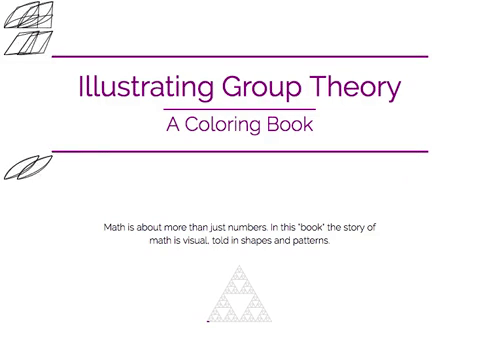 Illustrating Group Theory
A Coloring Book
Math is about more than just numbers. In this "book" the story of
math is visual, told in shapes and patterns.